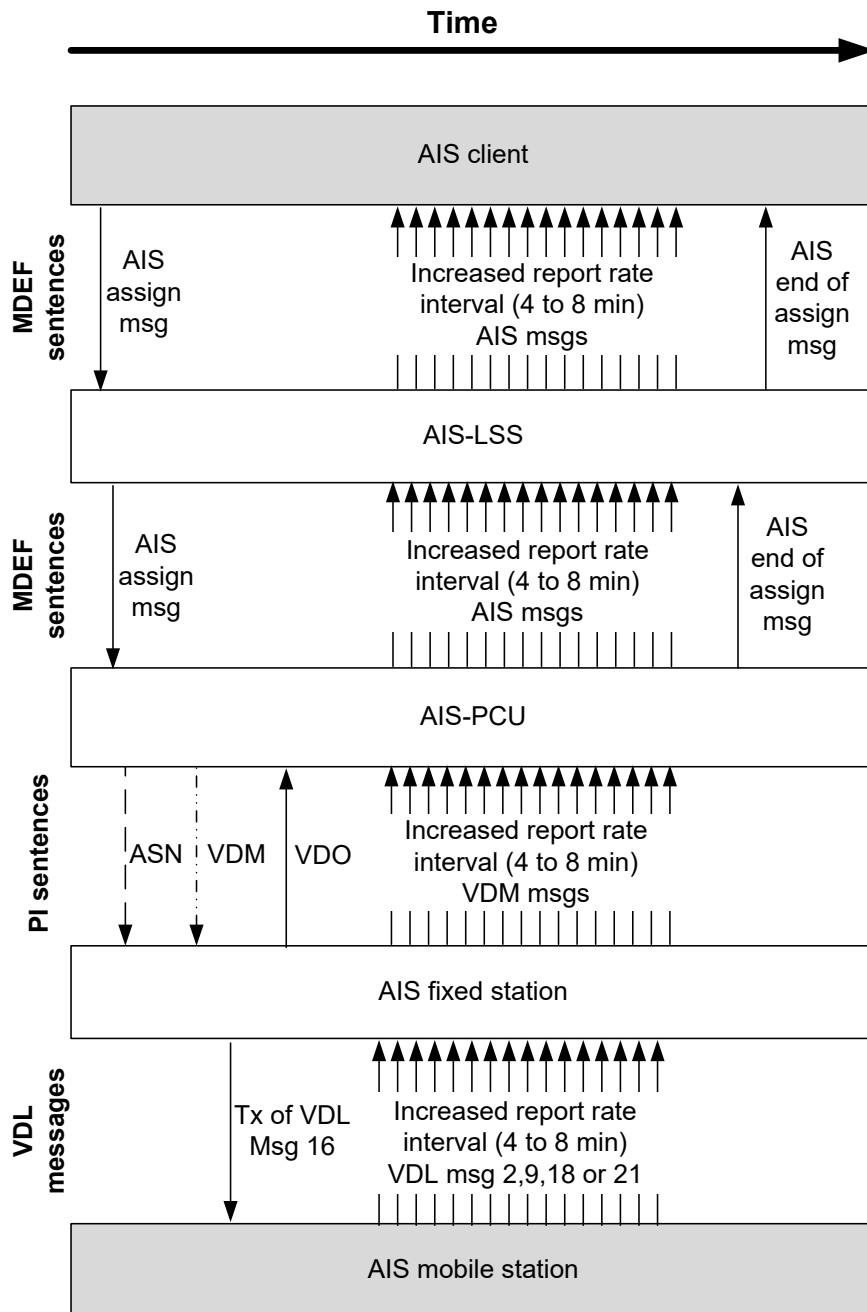 Time
AIS client
MDEF
sentences
AIS
assign
msg
Increased report rate
interval (4 to 8 min)
AIS msgs
AIS
end of
assign
msg
AIS-LSS
MDEF
sentences
AIS
assign
msg
Increased report rate
interval (4 to 8 min)
AIS msgs
AIS
end of
assign
msg
AIS-PCU
PI sentences
ASN
VDM
VDO
Increased report rate
interval (4 to 8 min)
VDM msgs
AIS fixed station
VDL
messages
Tx of VDL
Msg 16
Increased report rate
interval (4 to 8 min)
VDL msg 2,9,18 or 21
AIS mobile station